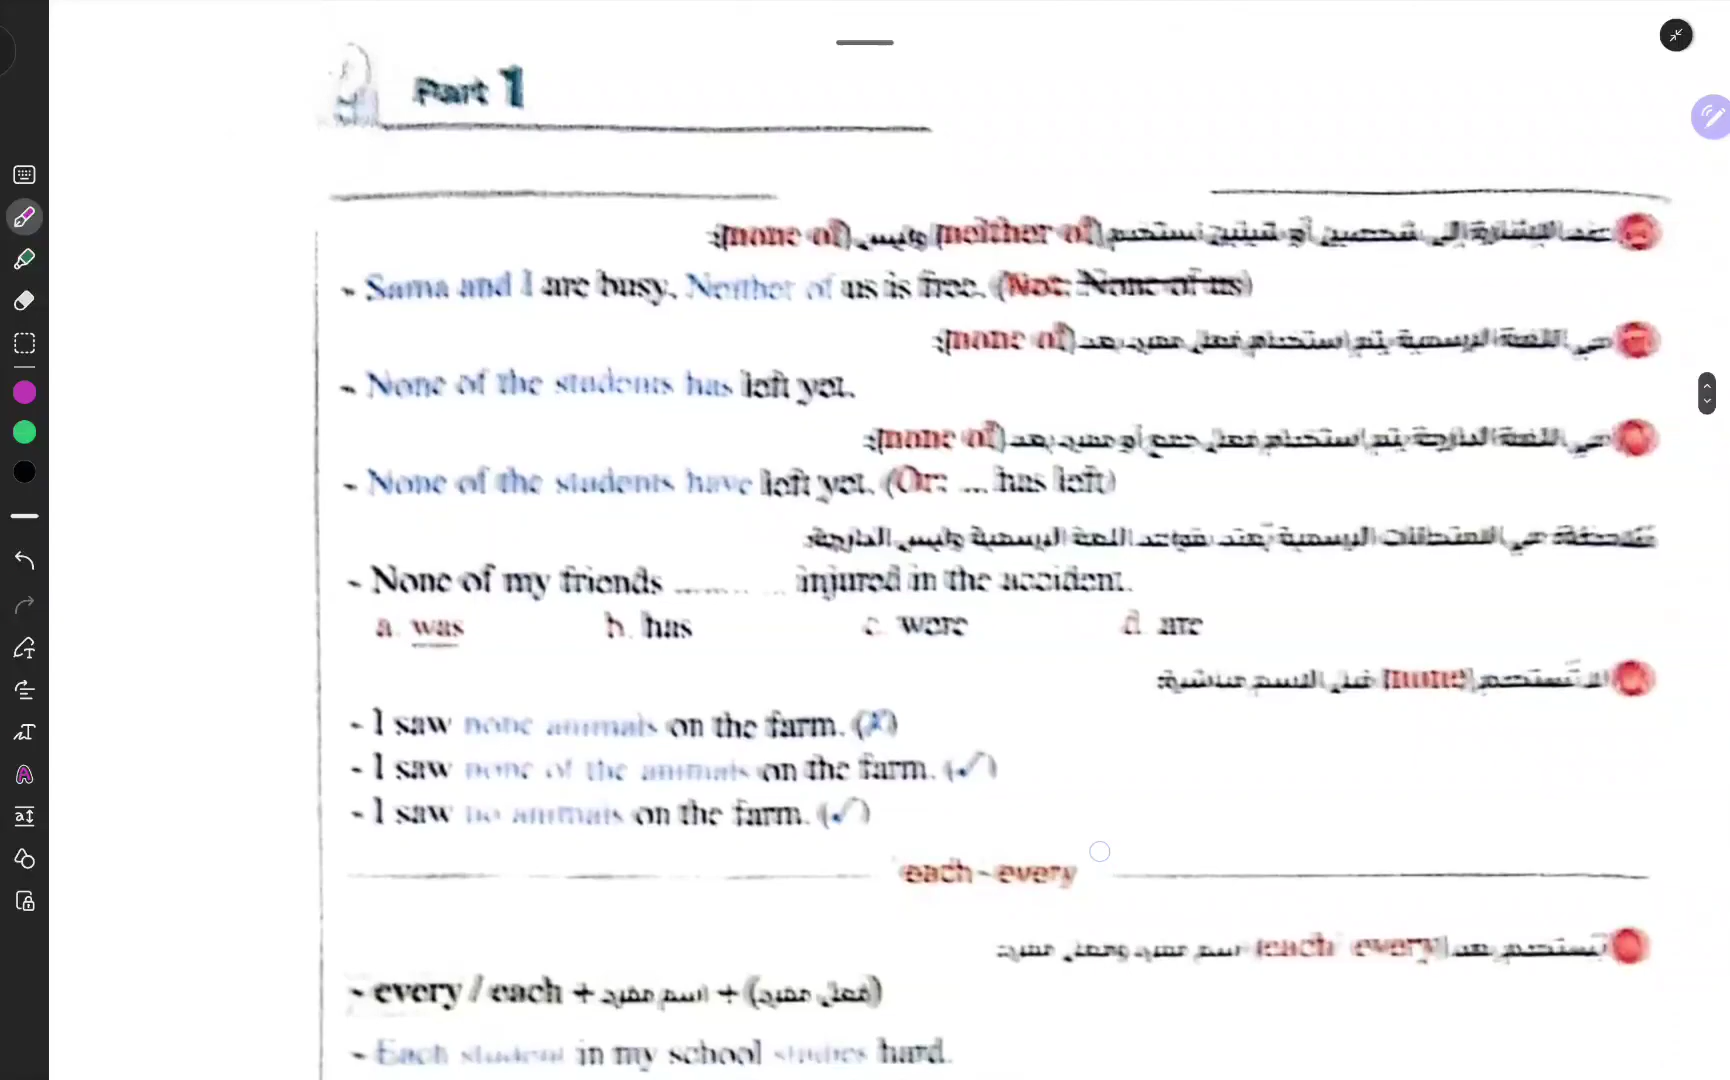 Part 1
عند الإشارة إلى شخصين أو شيئين نستخدم (neither of) وليس (none of):
- Sama and I are busy. Neither of us is free. (Not: None of us)
في اللغة الرسمية يتم استخدام فعل مفرد بعد (none of):
- None of the students has left yet.
في اللغة الدارجة يتم استخدام فعل جمع أو مفرد بعد (none of):
- None of the students have left yet. (Or: ... has left)
ملاحظة في الامتحانات الرسمية يُعتد بقواعد اللغة الرسمية وليس الدارجة:
- None of my friends ............ injured in the accident.
a. was b. has c. were d. are
لا تُستخدم (none) قبل الاسم مباشرة:
- I saw none animals on the farm. (✗)
- I saw none of the animals on the farm. (✓)
- I saw no animals on the farm. (✓)
each - every
يُستخدم بعد (each / every) اسم مفرد وفعل مفرد:
- every / each + اسم مفرد + (فعل مفرد)
- Each student in my school studies hard.